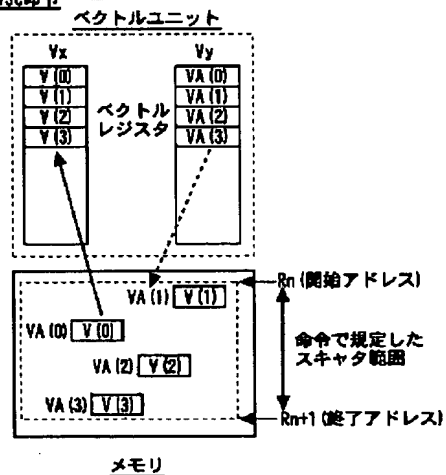 ベクトルユニット
Vx
Vy
V(0)
V(1)
V(2)
V(3)
ベクトル
レジスタ
VA(0)
VA(1)
VA(2)
VA(3)
Rn(開始アドレス)
VA(1) V(1)
VA(0) V(0)
命令で規定した
スキャタ範囲
VA(2) V(2)
VA(3) V(3)
Rn+1(終了アドレス)
メモリ